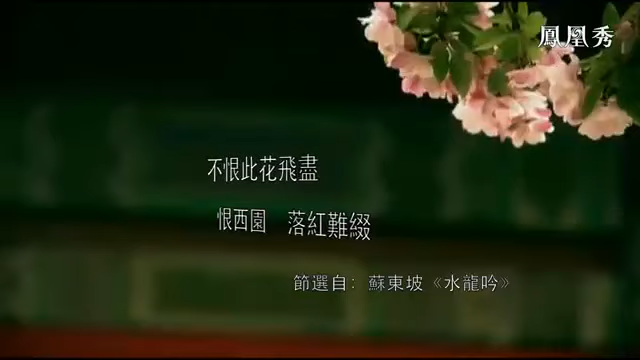 鳳凰秀
不恨此花飛盡
恨西園 落紅難綴
節選自：蘇東坡《水龍吟》